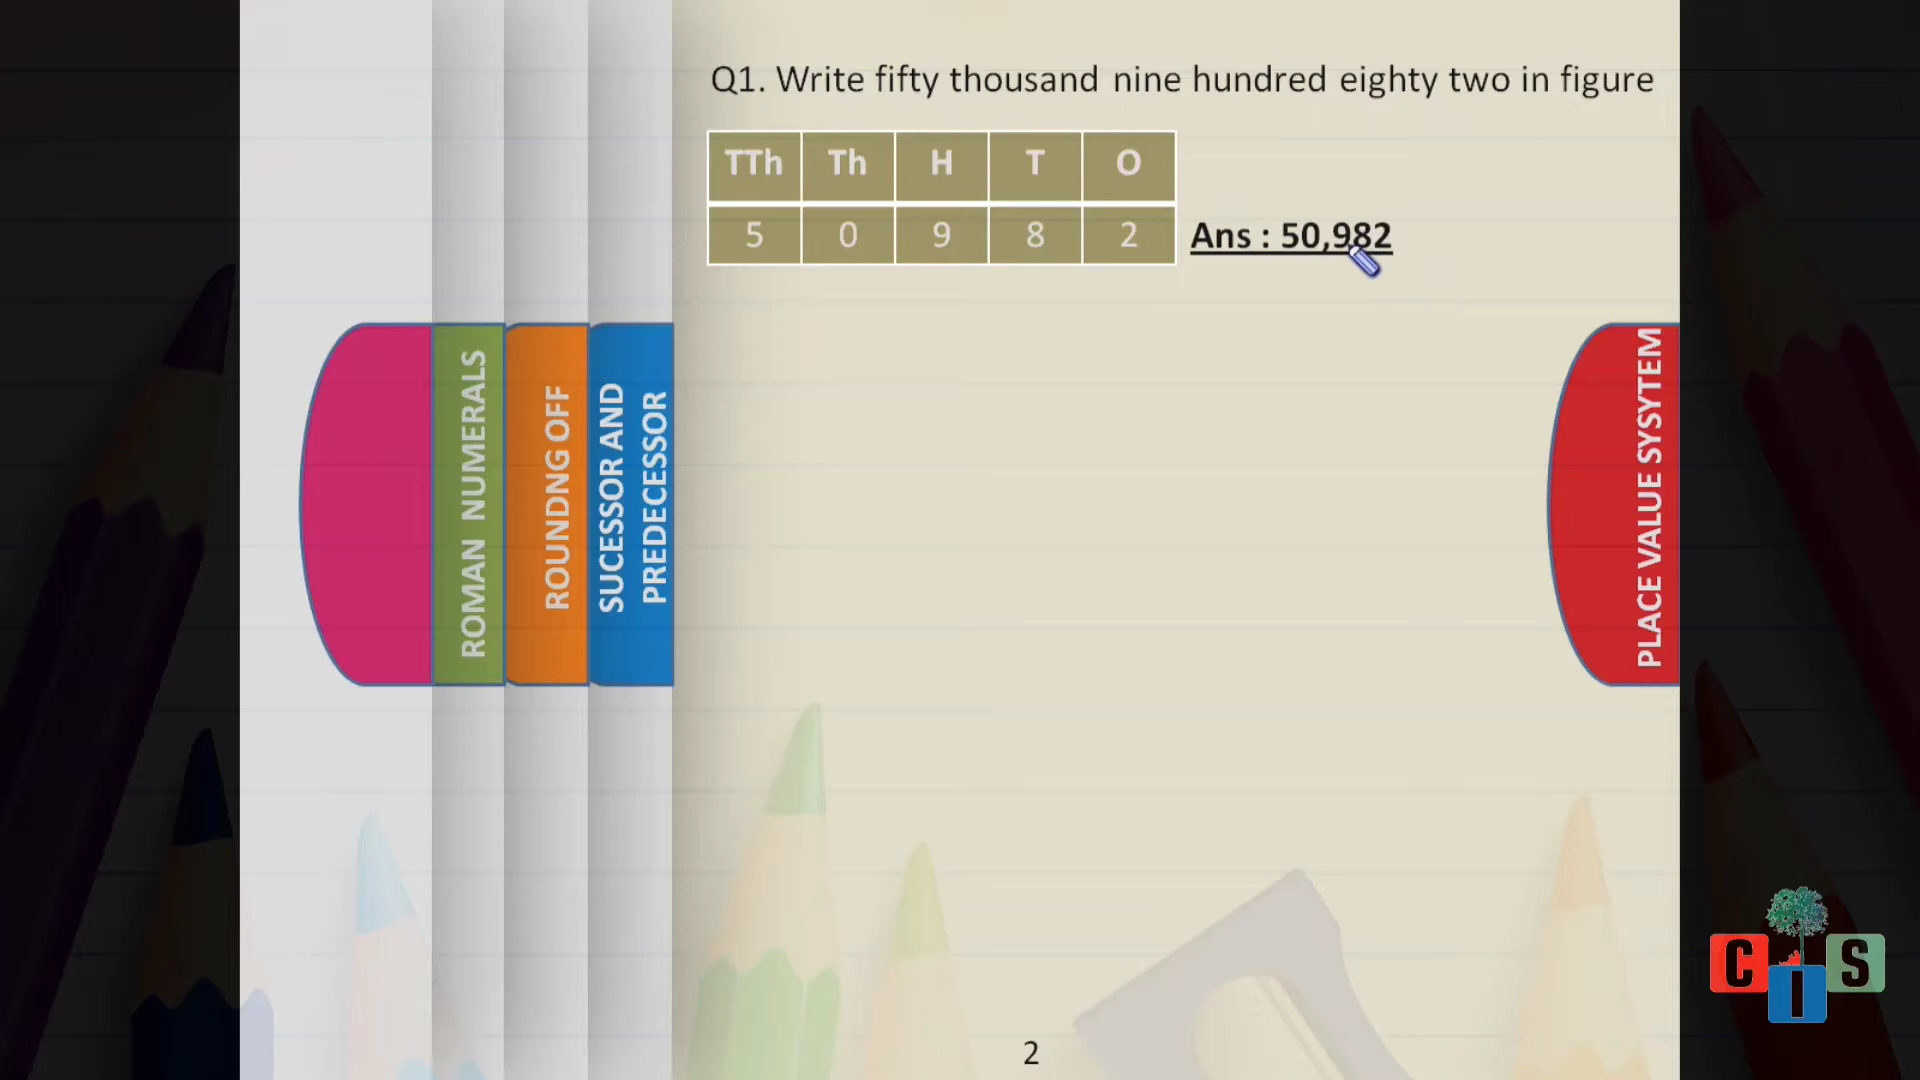 Q1. Write fifty thousand nine hundred eighty two in figure
TTh Th H T O
5 0 9 8 2
Ans : 50,982
ROMAN NUMERALS
ROUNDNG OFF
SUCESSOR AND
PREDECESSOR
PLACE VALUE SYSYTEM
C I S
2